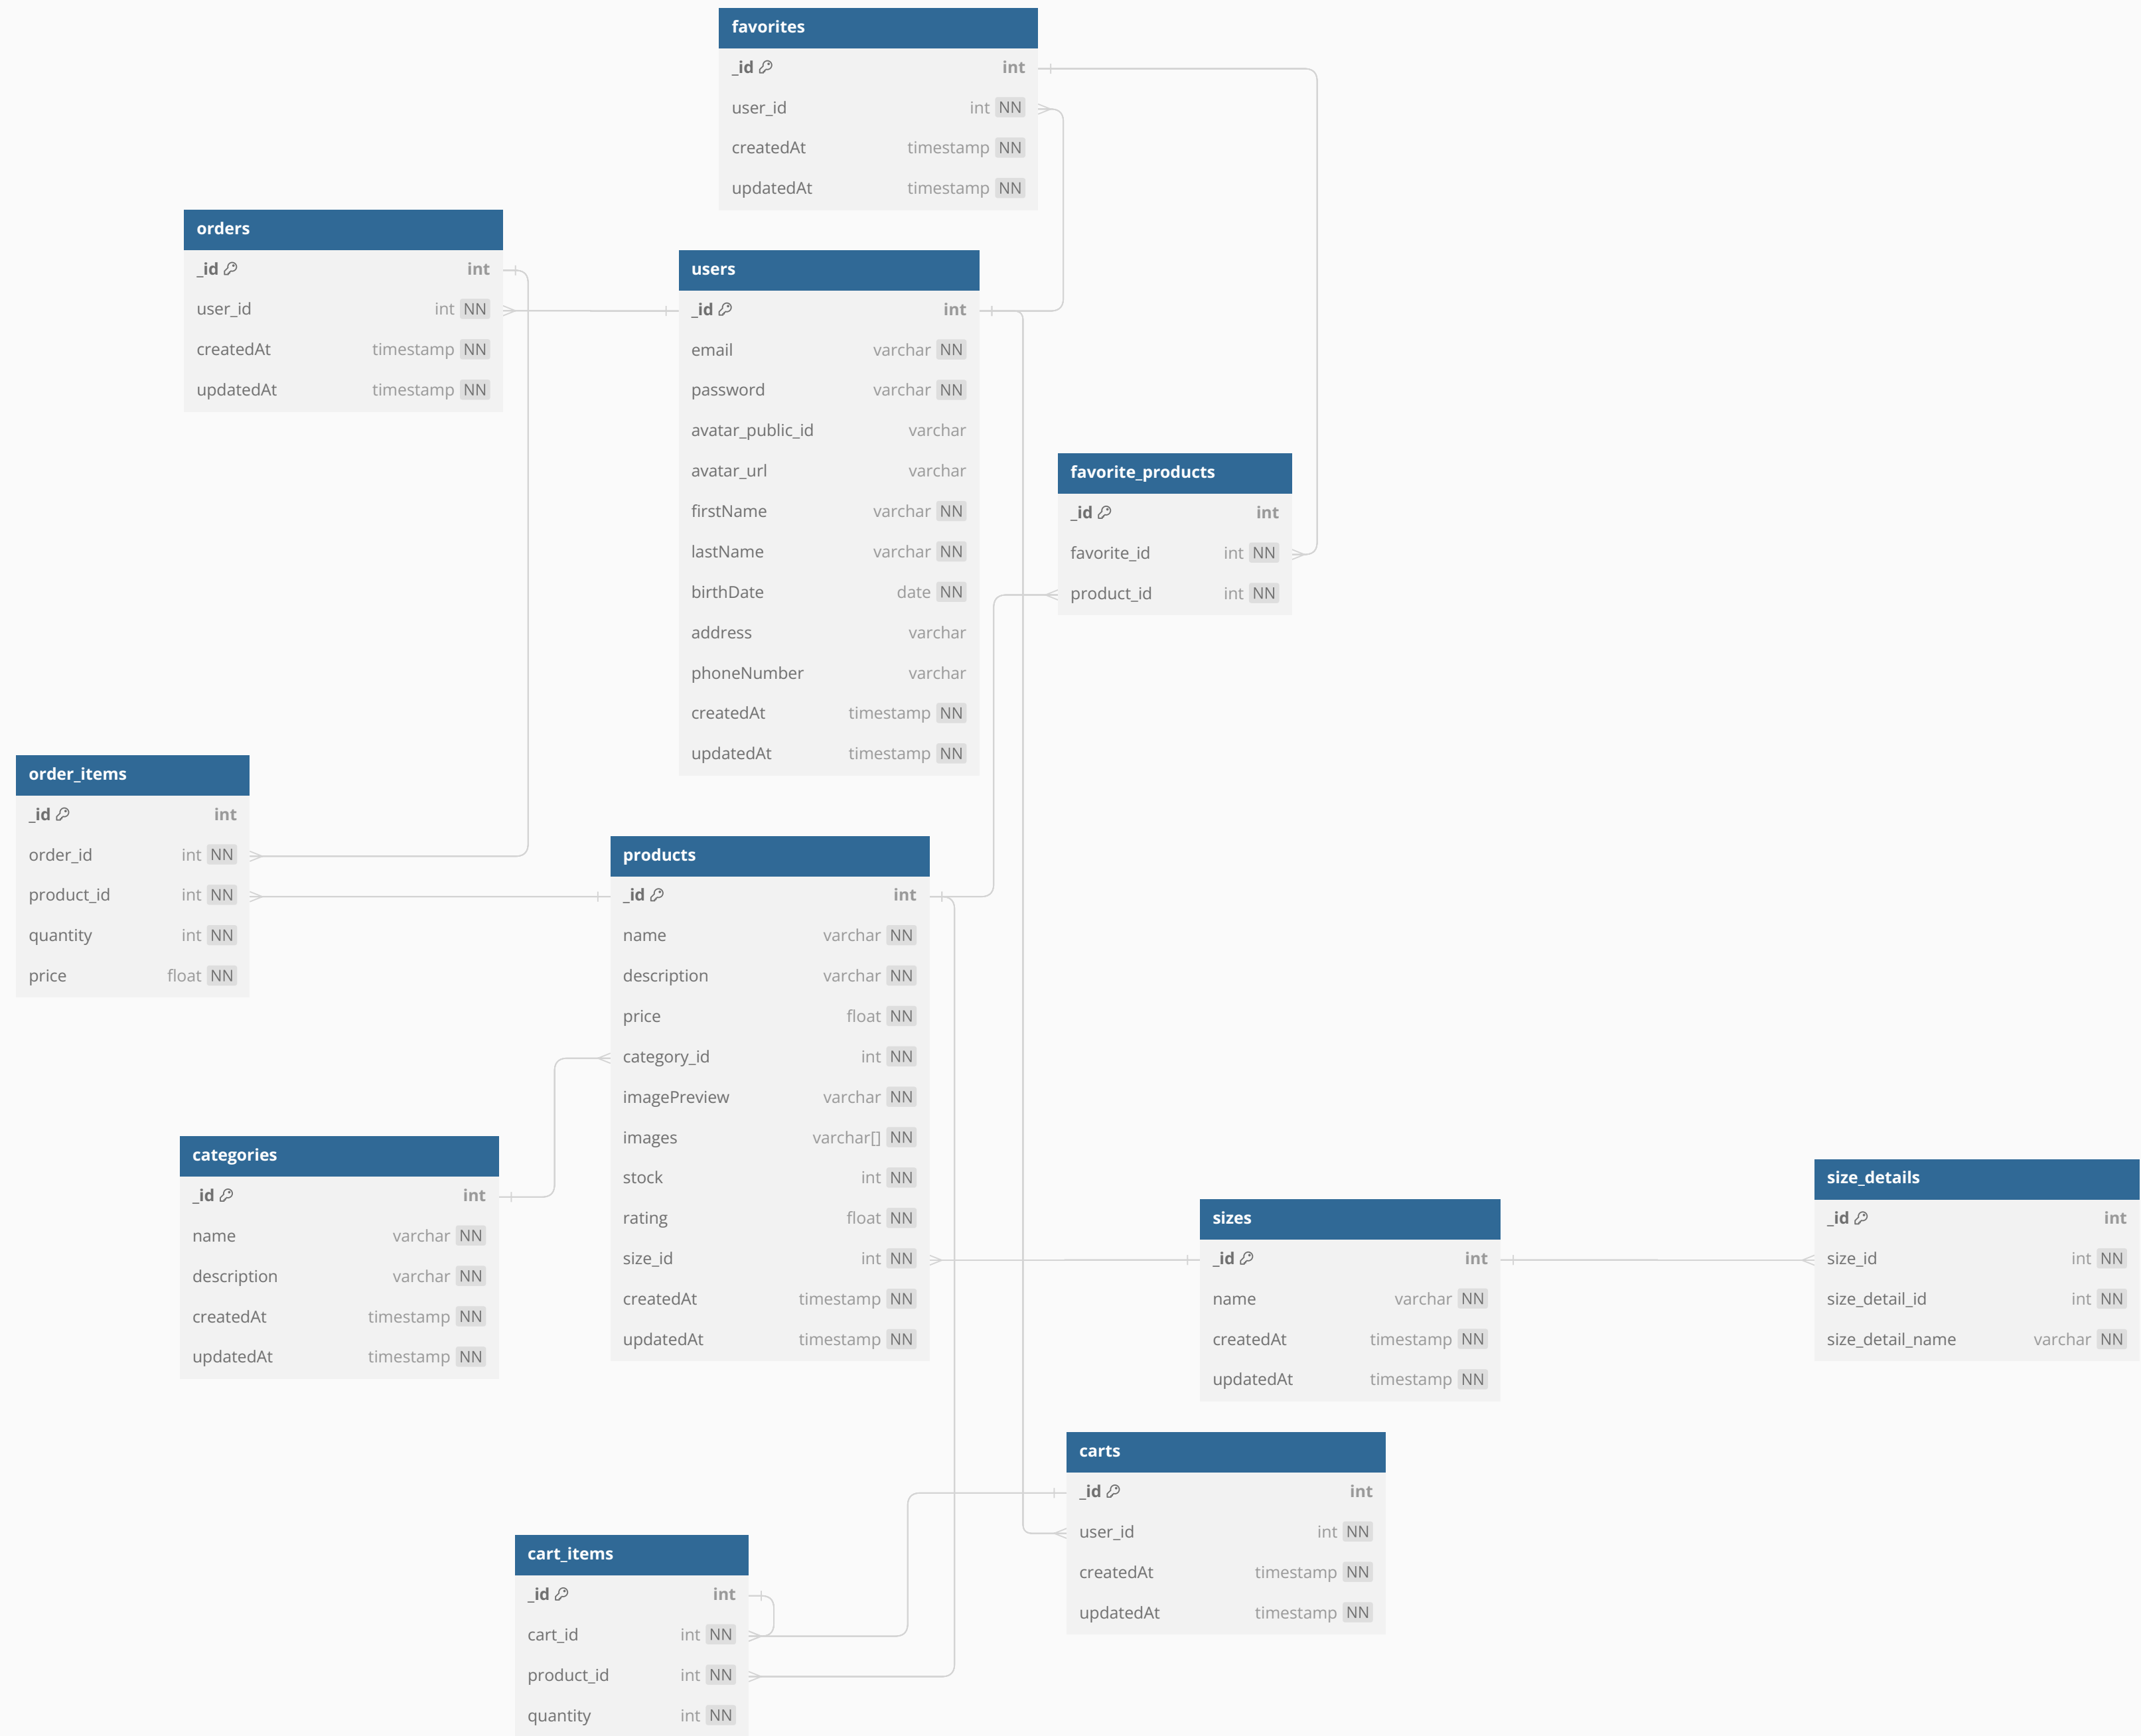 favorites
_id int
user_id int NN
createdAt timestamp NN
updatedAt timestamp NN
orders
_id int
user_id int NN
createdAt timestamp NN
updatedAt timestamp NN
users
_id int
email varchar NN
password varchar NN
avatar_public_id varchar
avatar_url varchar
firstName varchar NN
lastName varchar NN
birthDate date NN
address varchar
phoneNumber varchar
createdAt timestamp NN
updatedAt timestamp NN
favorite_products
_id int
favorite_id int NN
product_id int NN
order_items
_id int
order_id int NN
product_id int NN
quantity int NN
price float NN
products
_id int
name varchar NN
description varchar NN
price float NN
category_id int NN
imagePreview varchar NN
images varchar[] NN
stock int NN
rating float NN
size_id int NN
createdAt timestamp NN
updatedAt timestamp NN
categories
_id int
name varchar NN
description varchar NN
createdAt timestamp NN
updatedAt timestamp NN
sizes
_id int
name varchar NN
createdAt timestamp NN
updatedAt timestamp NN
size_details
_id int
size_id int NN
size_detail_id int NN
size_detail_name varchar NN
carts
_id int
user_id int NN
createdAt timestamp NN
updatedAt timestamp NN
cart_items
_id int
cart_id int NN
product_id int NN
quantity int NN